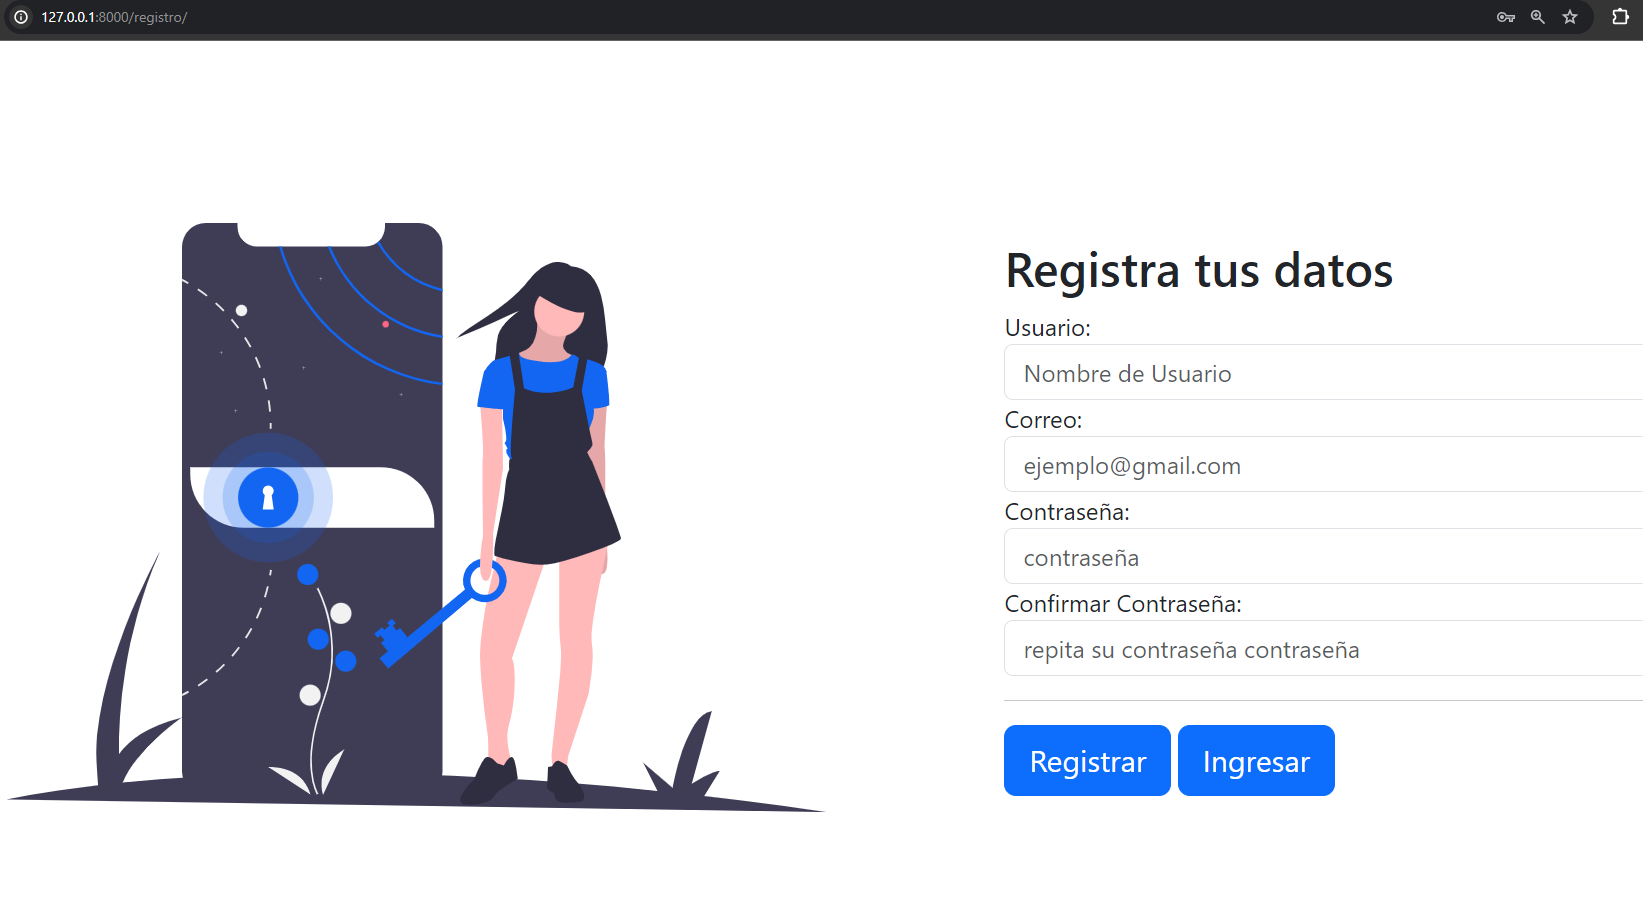 127.0.0.1:8000/registro/
Registra tus datos
Usuario:
Nombre de Usuario
Correo:
ejemplo@gmail.com
Contraseña:
contraseña
Confirmar Contraseña:
repita su contraseña contraseña
Registrar Ingresar